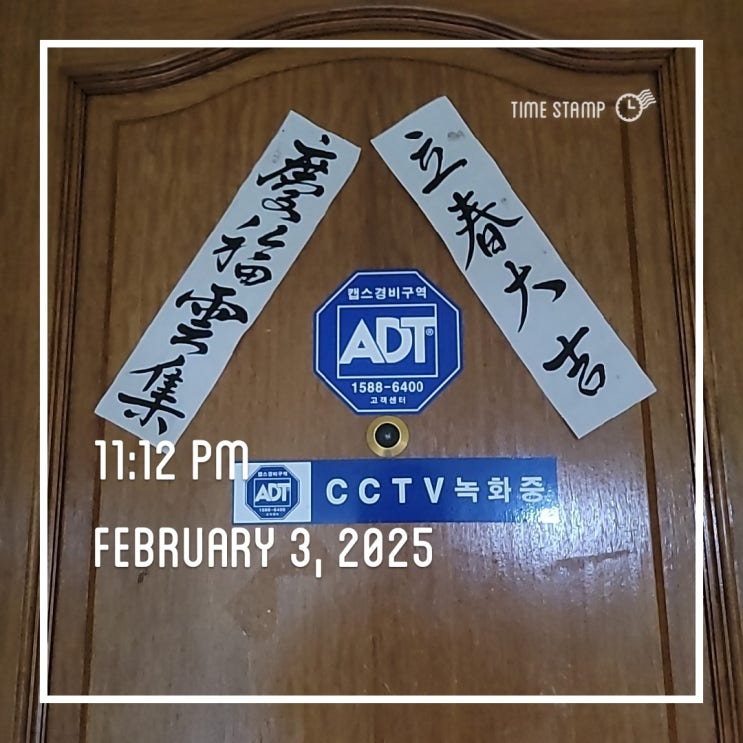 TIME STAMP
立春大吉
慶福雲集
캡스경비구역
ADT®
1588-6400
고객센터
캡스경비구역
ADT
1588-6400
CCTV녹화중
11:12 PM
FEBRUARY 3, 2025